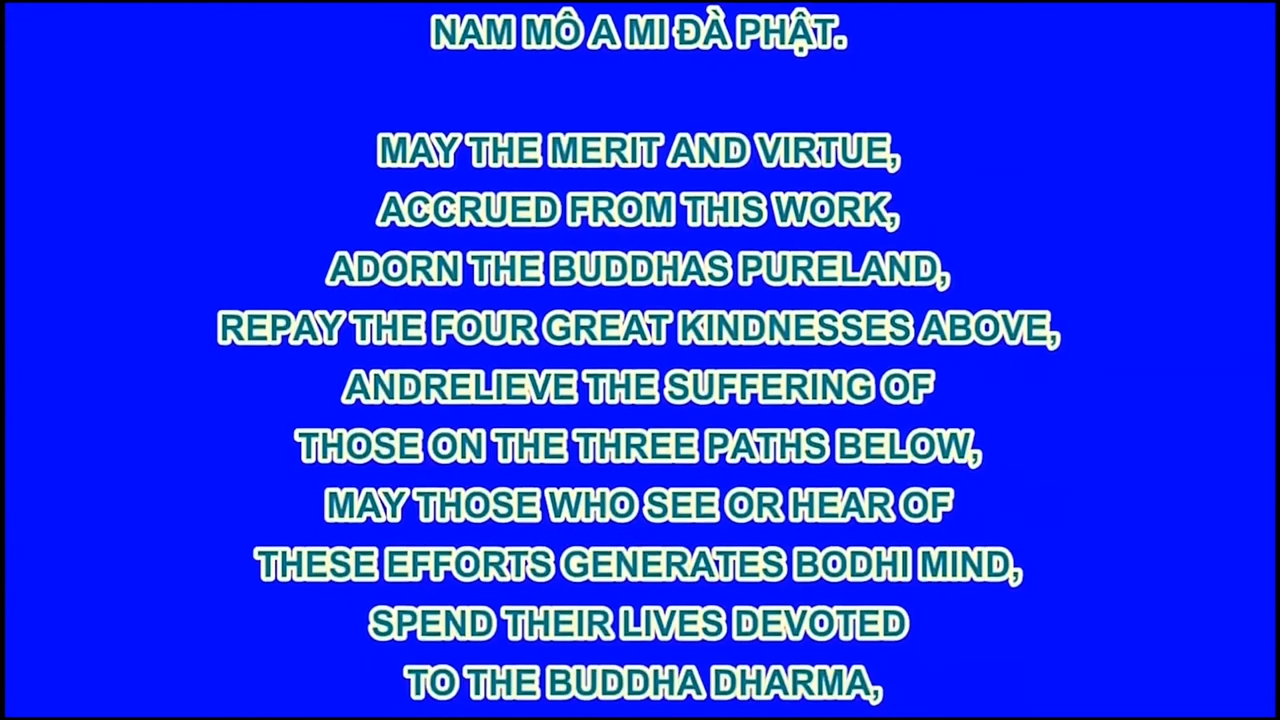 NAM MÔ A MI ĐÀ PHẬT.
MAY THE MERIT AND VIRTUE,
ACCRUED FROM THIS WORK,
ADORN THE BUDDHAS PURELAND,
REPAY THE FOUR GREAT KINDNESSES ABOVE,
ANDRELIEVE THE SUFFERING OF
THOSE ON THE THREE PATHS BELOW,
MAY THOSE WHO SEE OR HEAR OF
THESE EFFORTS GENERATES BODHI MIND,
SPEND THEIR LIVES DEVOTED
TO THE BUDDHA DHARMA,